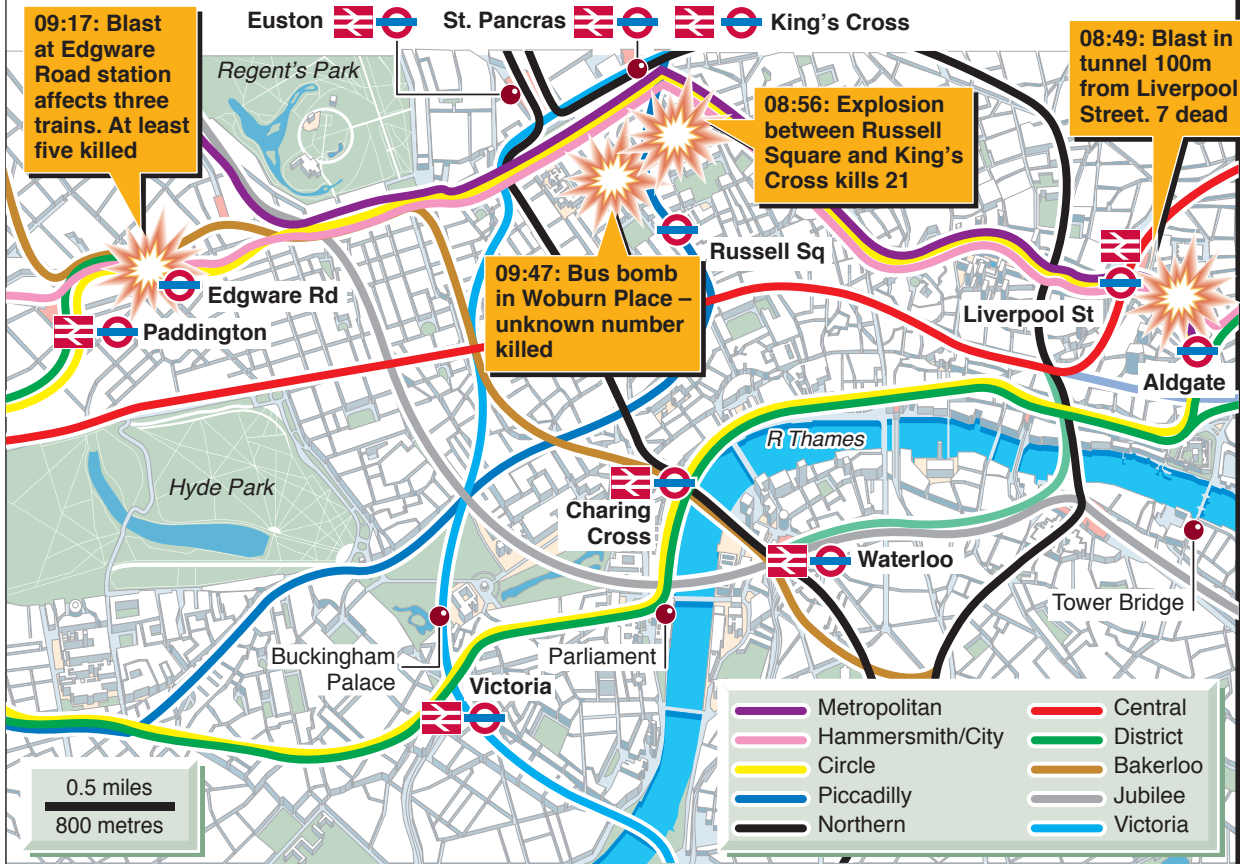 09:17: Blast
at Edgware
Road station
affects three
trains. At least
five killed
Euston
St. Pancras
King's Cross
08:49: Blast in
tunnel 100m
from Liverpool
Street. 7 dead
Regent's Park
08:56: Explosion
between Russell
Square and King's
Cross kills 21
Russell Sq
09:47: Bus bomb
in Woburn Place –
unknown number
killed
Edgware Rd
Paddington
Liverpool St
Aldgate
R Thames
Hyde Park
Charing
Cross
Waterloo
Tower Bridge
Buckingham
Palace
Parliament
Victoria
0.5 miles
800 metres
Metropolitan
Hammersmith/City
Circle
Piccadilly
Northern
Central
District
Bakerloo
Jubilee
Victoria